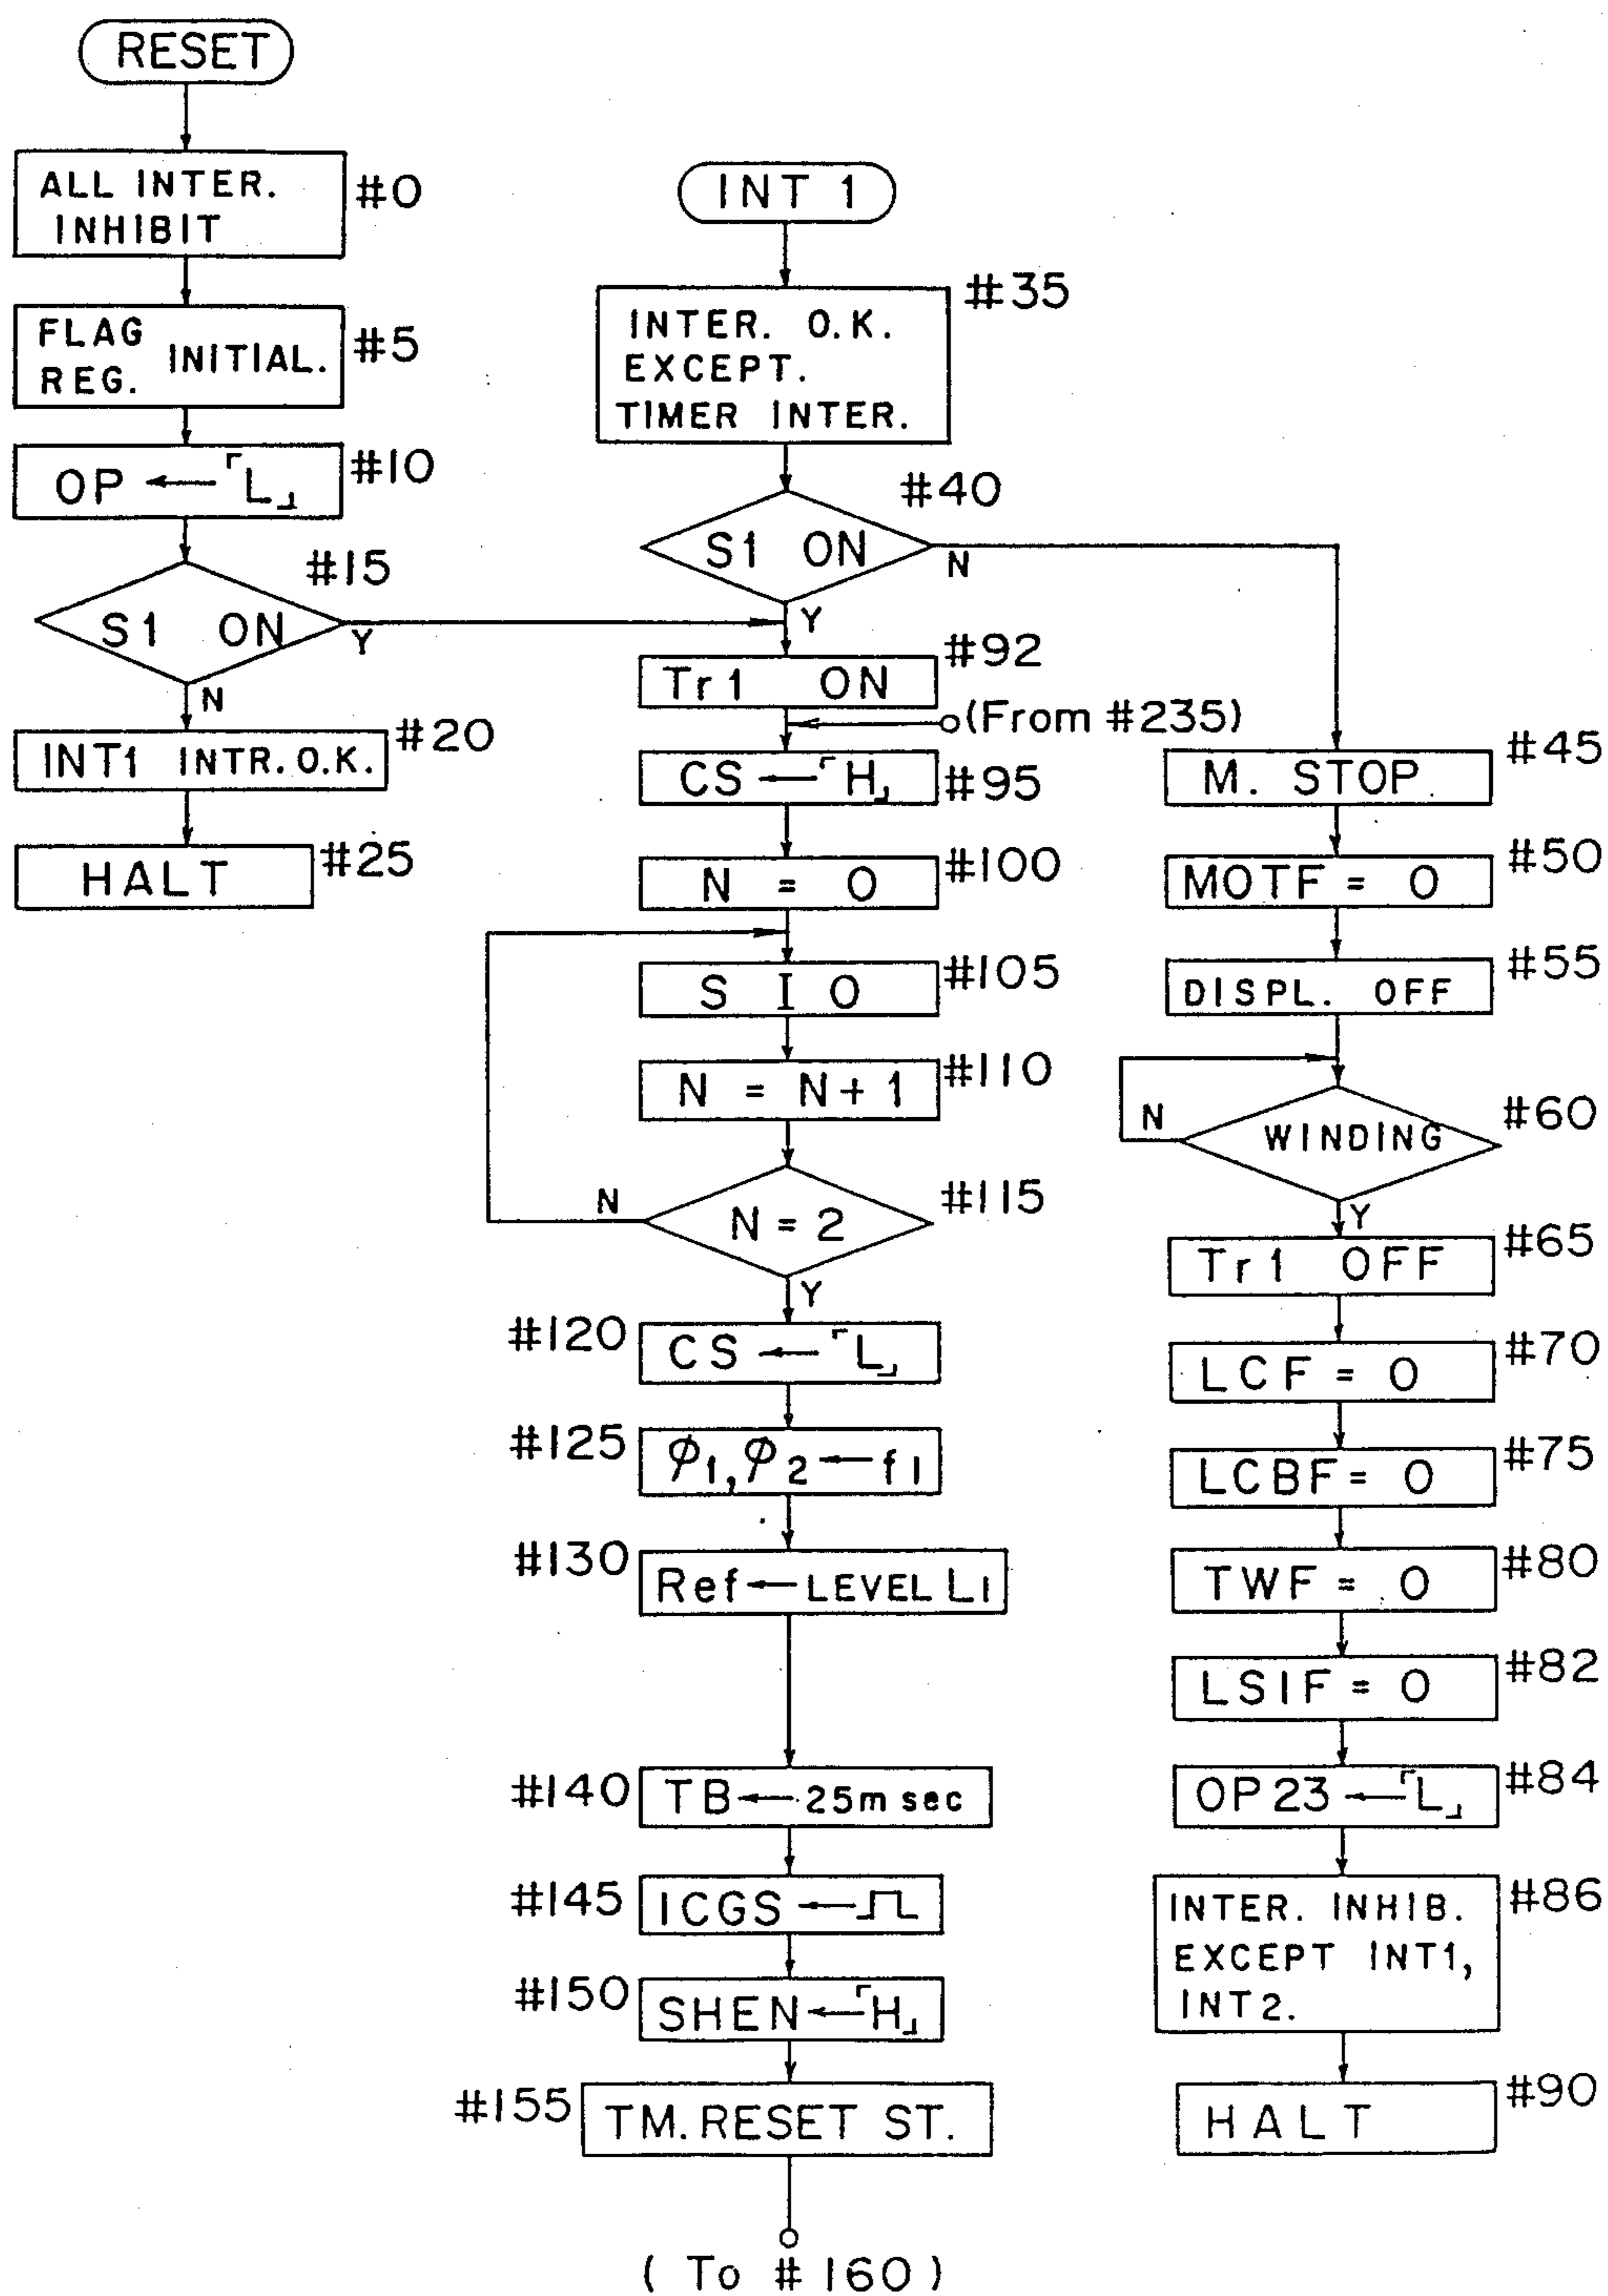 RESET
ALL INTER.
INHIBIT
#0
FLAG
REG. INITIAL.
#5
OP ← ｢L｣
#10
S1 ON
#15
Y
N
INT1 INTR.O.K.
#20
HALT
#25
INT 1
INTER. O.K.
EXCEPT.
TIMER INTER.
#35
S1 ON
#40
N
Y
Tr1 ON
#92
(From #235)
CS ← ｢H｣
#95
N = 0
#100
S I O
#105
N = N+1
#110
N = 2
#115
N
Y
#120
CS ← ｢L｣
#125
φ1, φ2 ← f1
#130
Ref ← LEVEL L1
#140
TB ← 25m sec
#145
ICGS ←
#150
SHEN ← ｢H｣
#155
TM. RESET ST.
( To # 160 )
M. STOP
#45
MOTF = 0
#50
DISPL. OFF
#55
WINDING
#60
N
Y
Tr1 OFF
#65
LCF = 0
#70
LCBF = 0
#75
TWF = 0
#80
LSIF = 0
#82
OP23 ← ｢L｣
#84
INTER. INHIB.
EXCEPT INT1,
INT2.
#86
HALT
#90